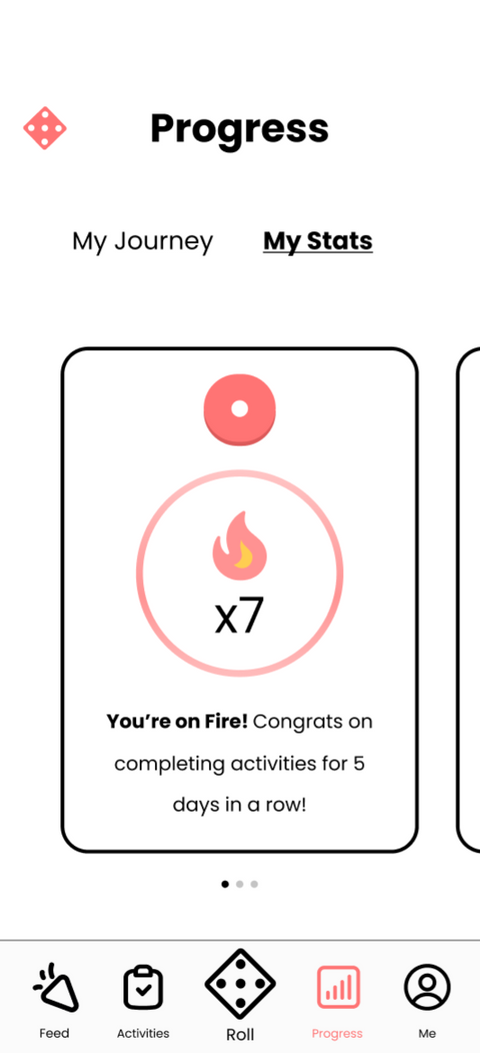 Progress
My Journey My Stats
x7
You're on Fire! Congrats on
completing activities for 5
days in a row!
Feed Activities Roll Progress Me